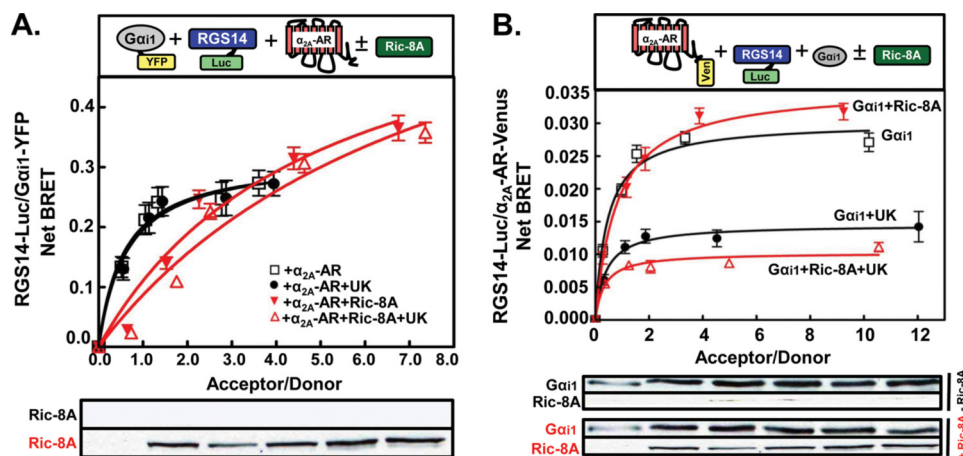 A.
Gαi1 + RGS14 + α2A-AR ± Ric-8A
YFP Luc
RGS14-Luc/Gαi1-YFP
Net BRET
0.4
0.3
0.2
0.1
0.0
+α2A-AR
+α2A-AR+UK
+α2A-AR+Ric-8A
+α2A-AR+Ric-8A+UK
0.0 1.0 2.0 3.0 4.0 5.0 6.0 7.0 8.0
Acceptor/Donor
Ric-8A
Ric-8A
B.
α2A-AR + RGS14 + Gαi1 ± Ric-8A
Ven Luc
RGS14-Luc/α2A-AR-Venus
Net BRET
0.035
0.030
0.025
0.020
0.015
0.010
0.005
0.000
Gαi1+Ric-8A
Gαi1
Gαi1+UK
Gαi1+Ric-8A+UK
0 2 4 6 8 10 12
Acceptor/Donor
Gαi1
Ric-8A
- Ric-8A
Gαi1
Ric-8A
+ Ric-8A